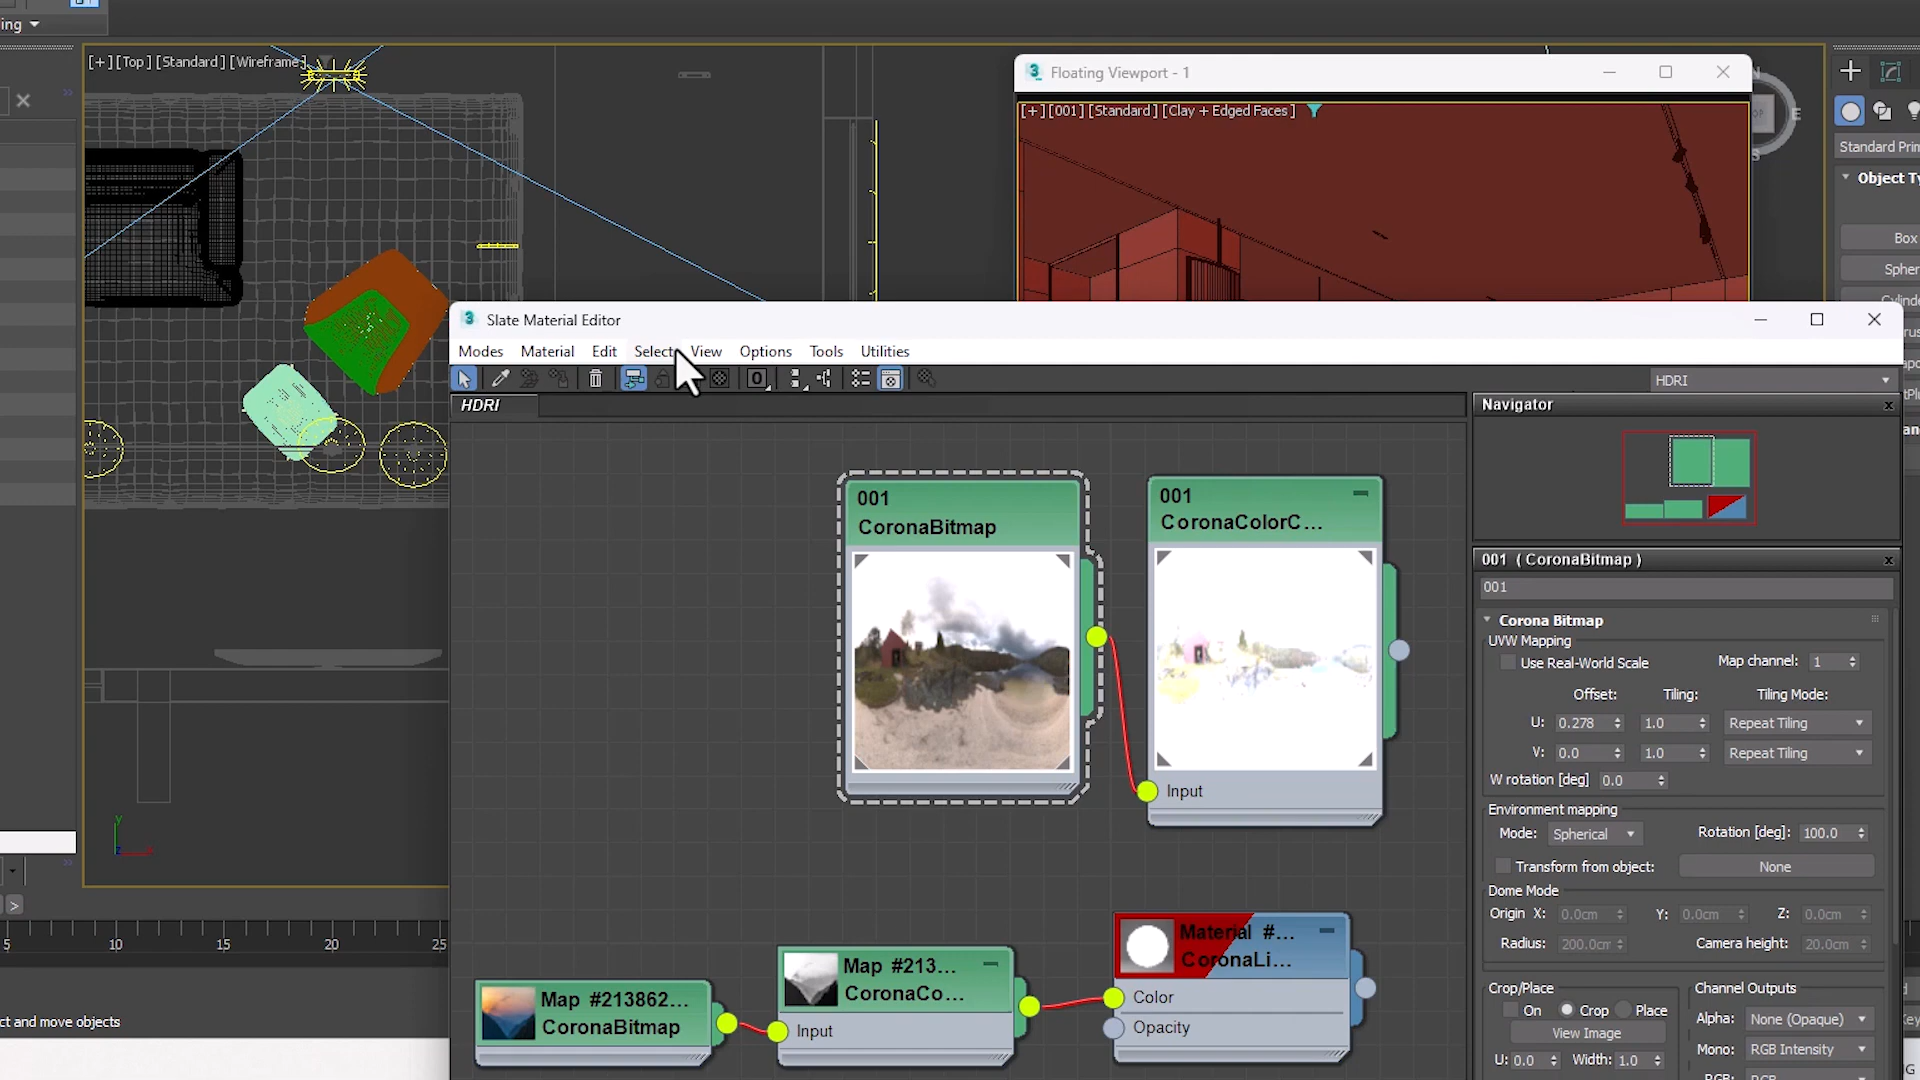 ing
[+][Top][Standard][Wireframe]
Floating Viewport - 1
[+][001][Standard][Clay + Edged Faces]
N
E
S
Standard Prim
Object Ty
Box
Spher
Cylinde
Slate Material Editor
Modes Material Edit Select View Options Tools Utilities
0
HDRI
HDRI
Navigator
001
CoronaBitmap
001
CoronaColorC...
Input
001 ( CoronaBitmap )
001
Corona Bitmap
UVW Mapping
Use Real-World Scale Map channel: 1
Offset: Tiling: Tiling Mode:
U: 0.278 1.0 Repeat Tiling
V: 0.0 1.0 Repeat Tiling
W rotation [deg] 0.0
Environment mapping
Mode: Spherical Rotation [deg]: 100.0
Transform from object: None
Dome Mode
Origin X: 0.0cm Y: 0.0cm Z: 0.0cm
Radius: 200.0cm Camera height: 20.0cm
Crop/Place
On Crop Place
View Image
U: 0.0 Width: 1.0
Channel Outputs
Alpha: None (Opaque)
Mono: RGB Intensity
RGB: RGB
Map #213862...
CoronaBitmap
Map #213...
CoronaCo...
Input
Material #...
CoronaLi...
Color
Opacity
y
>
5 10 15 20 25
ct and move objects